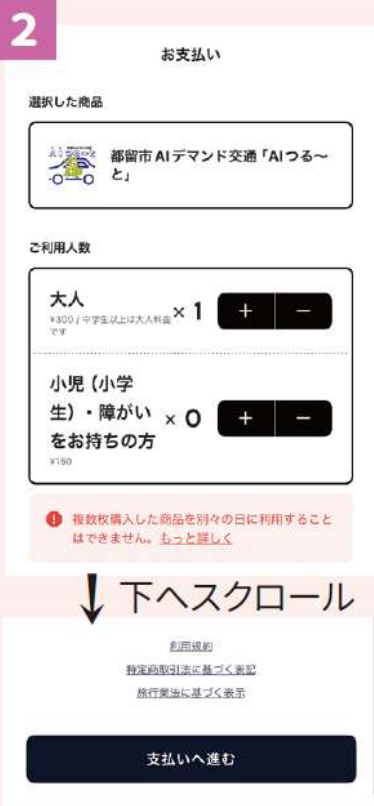 2
お支払い
選択した商品
都留市AIデマンド交通「AIつる〜
と」
ご利用人数
大人
¥300 / 中学生以上は大人料金
です
× 1
+ −
小児（小学
生）・障がい
をお持ちの方
¥150
× 0
+ −
複数枚購入した商品を別々の日に利用すること
はできません。もっと詳しく
↓下へスクロール
利用規約
特定商取引法に基づく表記
旅行業法に基づく表示
支払いへ進む